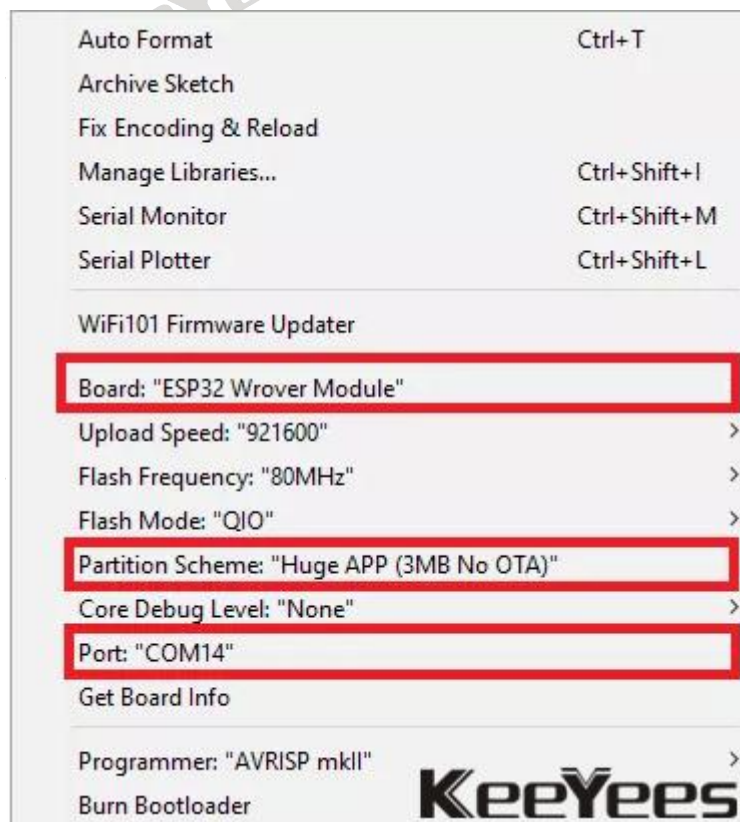 Auto Format Ctrl+T
Archive Sketch
Fix Encoding & Reload
Manage Libraries... Ctrl+Shift+I
Serial Monitor Ctrl+Shift+M
Serial Plotter Ctrl+Shift+L
WiFi101 Firmware Updater
Board: "ESP32 Wrover Module"
Upload Speed: "921600"
Flash Frequency: "80MHz"
Flash Mode: "QIO"
Partition Scheme: "Huge APP (3MB No OTA)"
Core Debug Level: "None"
Port: "COM14"
Get Board Info
Programmer: "AVRISP mkII"
Burn Bootloader
KeeYees